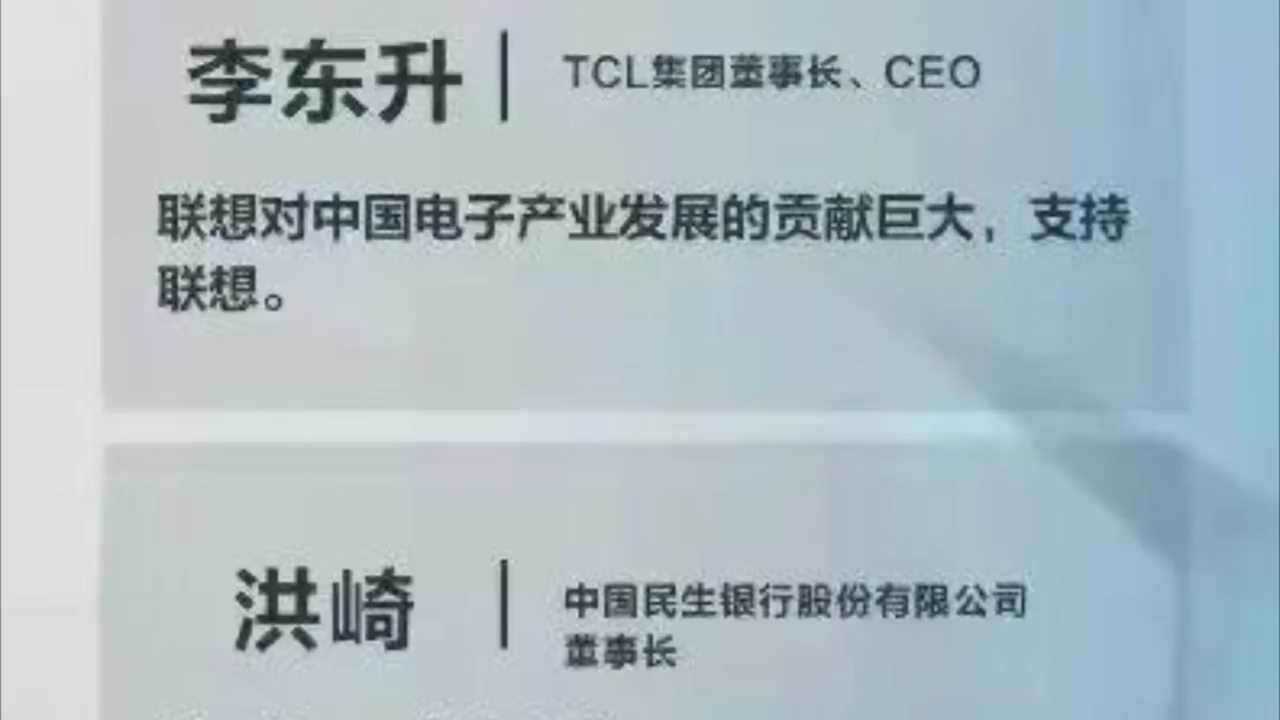 李东升 | TCL集团董事长、CEO
联想对中国电子产业发展的贡献巨大，支持
联想。
洪崎 | 中国民生银行股份有限公司
董事长